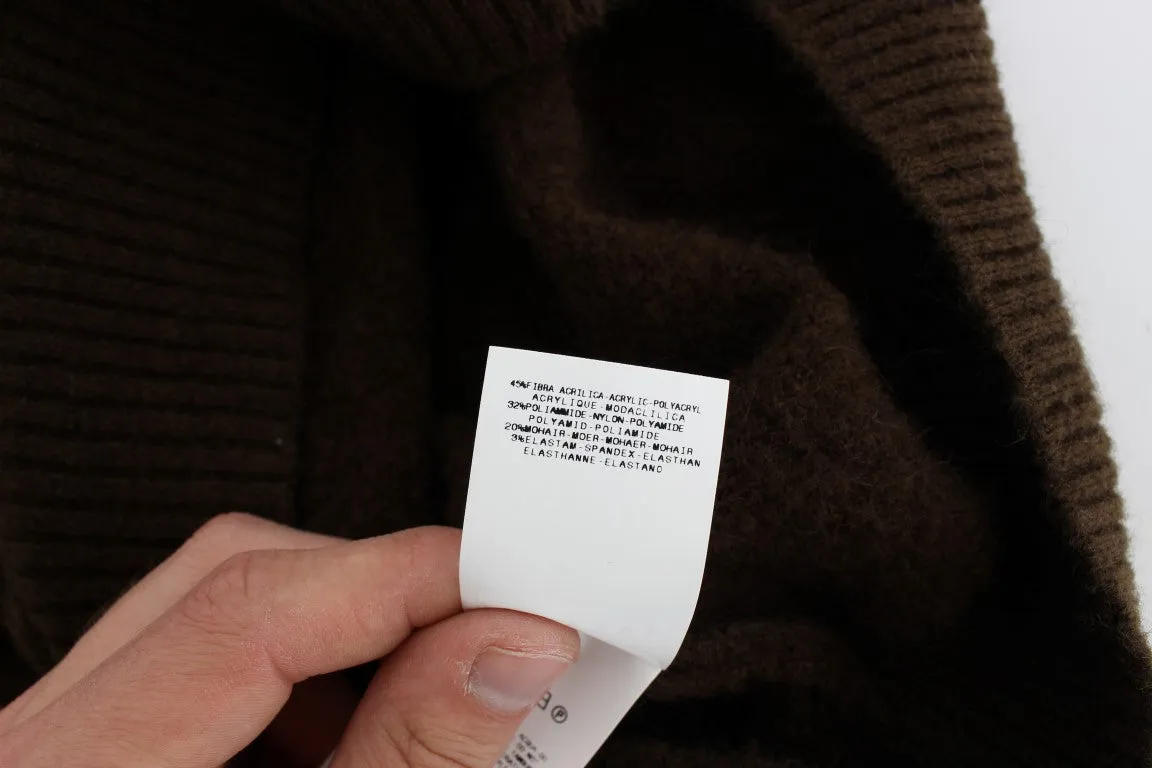 45%FIBRA ACRILICA-ACRYLIC-POLYACRYL
ACRYLIQUE-MODACLILICA
32%POLIAMMIDE-NYLON-POLYAMIDE
POLYAMID-POLIAMIDE
20%MOHAIR-MOER-MOHAER-MOHAIR
3%ELASTAM-SPANDEX-ELASTHAN
ELASTHANNE-ELASTANO
P
ACQUA